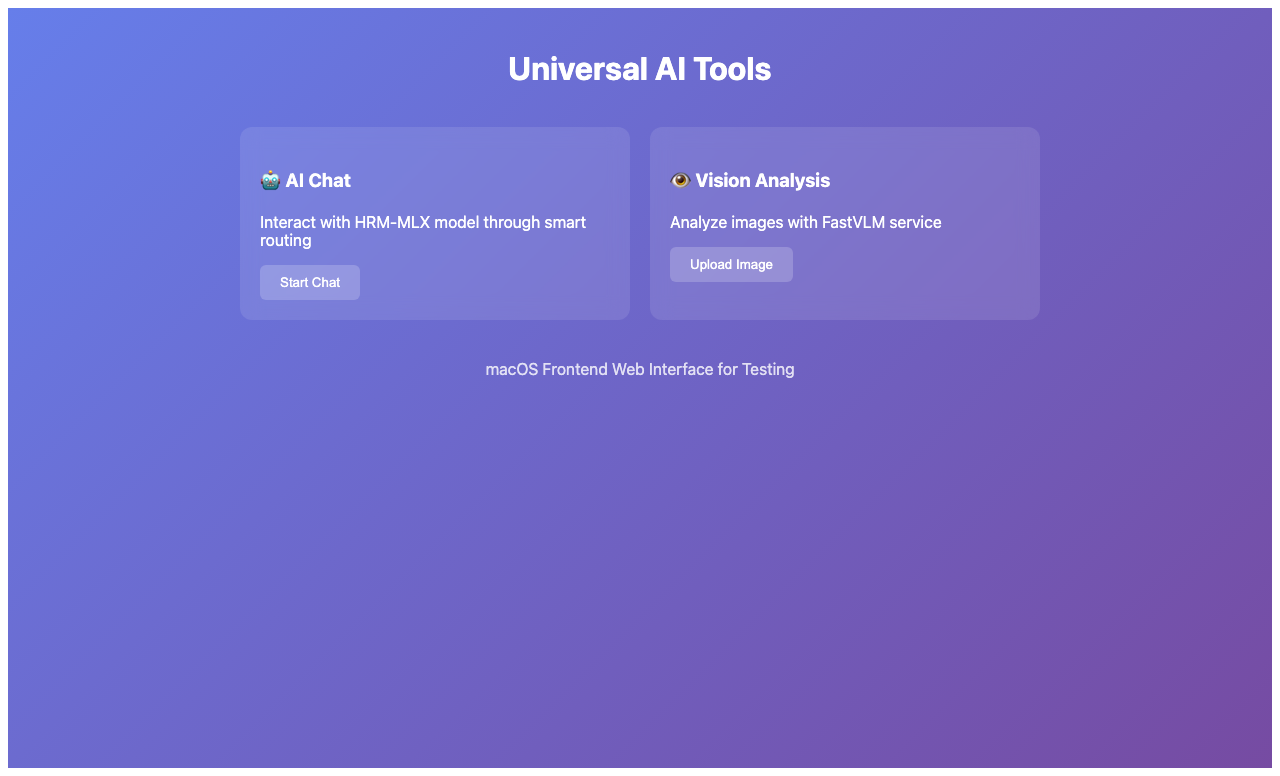 Universal AI Tools
🤖 AI Chat
Interact with HRM-MLX model through smart
routing
Start Chat
👁️ Vision Analysis
Analyze images with FastVLM service
Upload Image
macOS Frontend Web Interface for Testing